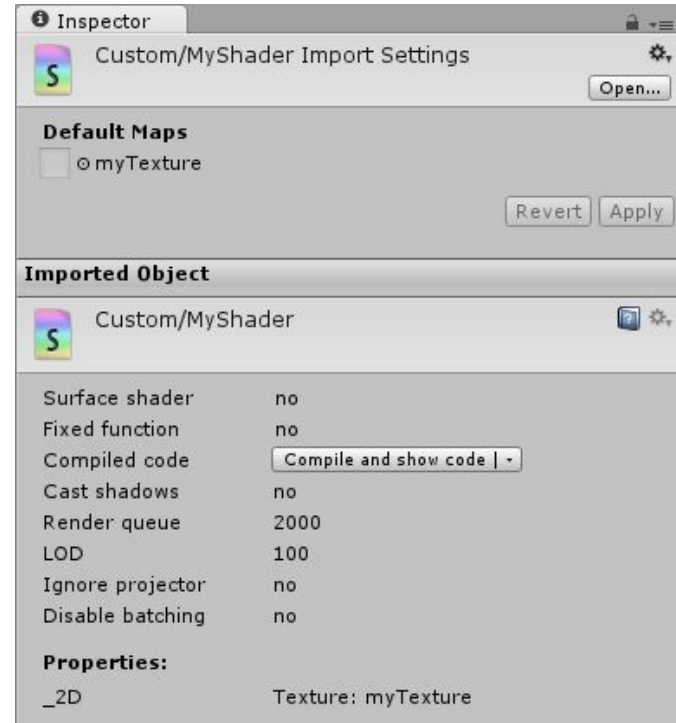 Inspector
Custom/MyShader Import Settings
Open...
Default Maps
myTexture
Revert Apply
Imported Object
S Custom/MyShader
Surface shader no
Fixed function no
Compiled code Compile and show code | 
Cast shadows no
Render queue 2000
LOD 100
Ignore projector no
Disable batching no
Properties:
_2D Texture: myTexture